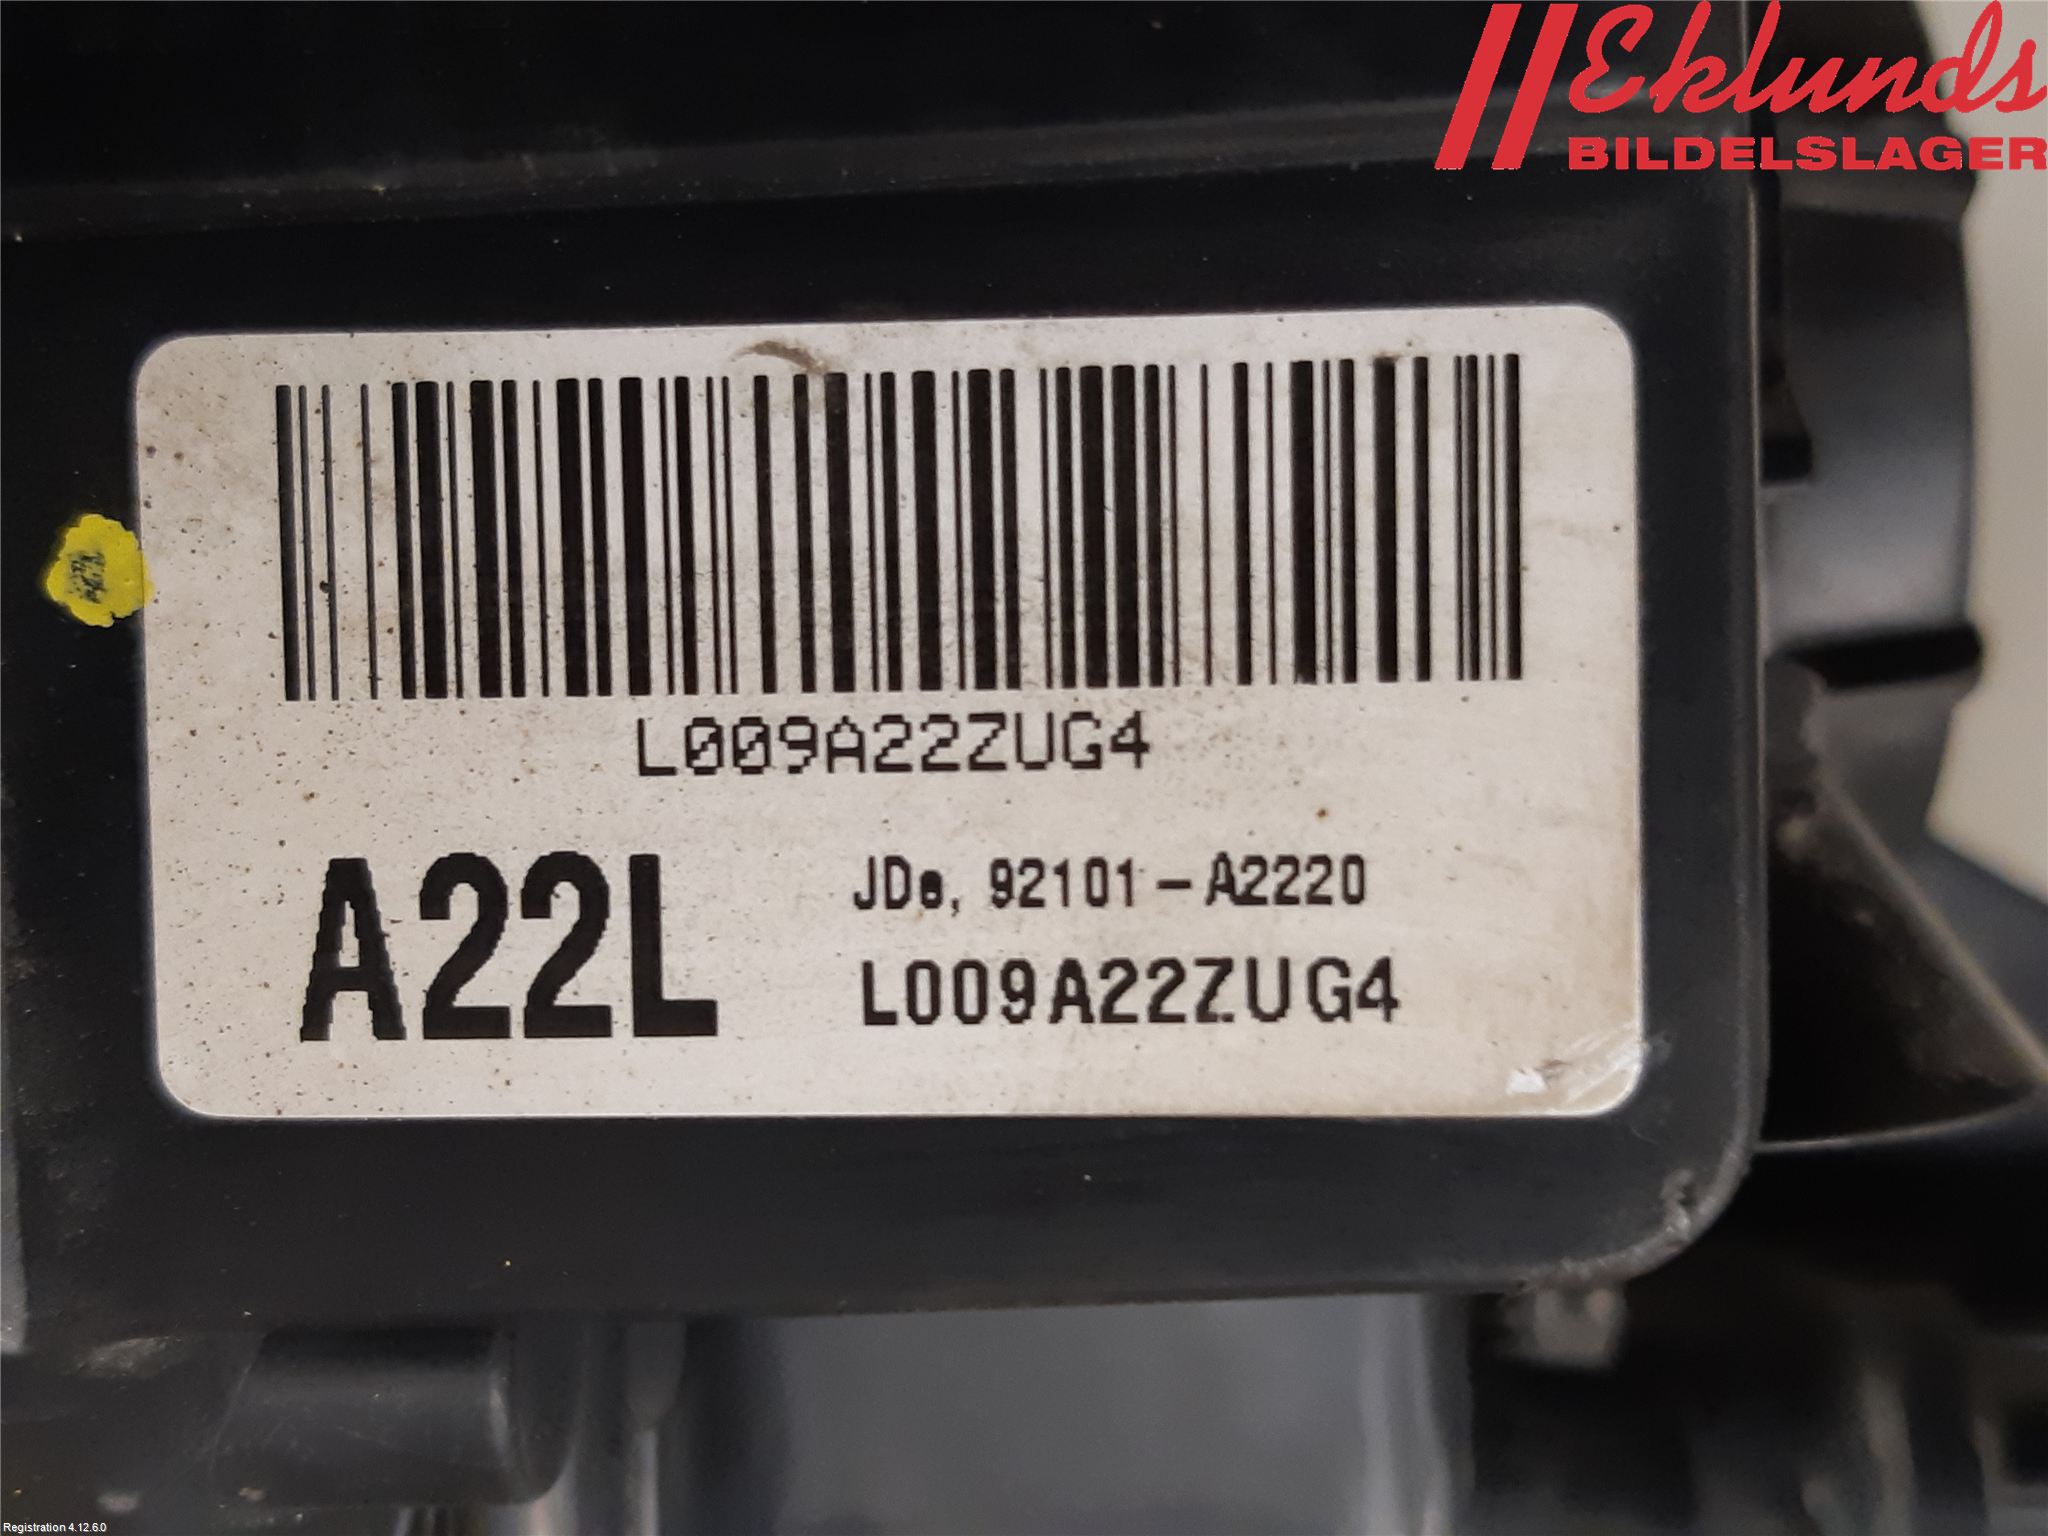 Eklunds
BILDELSLAGER
L009A22ZUG4
A22L
JDe, 92101-A2220
L009A22ZUG4
Registration 4.12.6.0